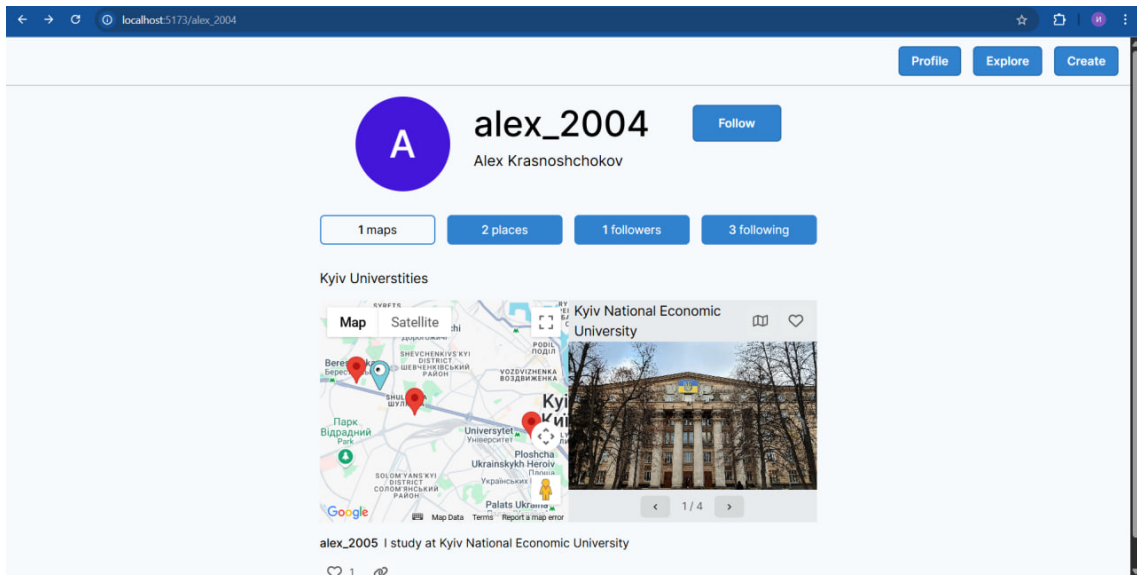 localhost:5173/alex_2004
И
Profile Explore Create
A
alex_2004
Follow
Alex Krasnoshchokov
1 maps
2 places
1 followers
3 following
Kyiv Universtities
Map Satellite
SYRETS
SHEVCHENKIVS'KYI
DISTRICT
ШЕВЧЕНКІВСЬКИЙ
РАЙОН
PODIL
ПОДІЛ
VOZDVIZHENKA
ВОЗДВИЖЕНКА
Парк
Відрадний
Park
Universytet
Університет
Ploshcha
Ukrainskykh Heroiv
Площа
Українських
SOLOM'YANS'KYI
DISTRICT
СОЛОМ'ЯНСЬКИЙ
РАЙОН
Palats Ukraina
Google
Map Data Terms Report a map error
Kyiv National Economic
University
1 / 4
alex_2005 I study at Kyiv National Economic University
1